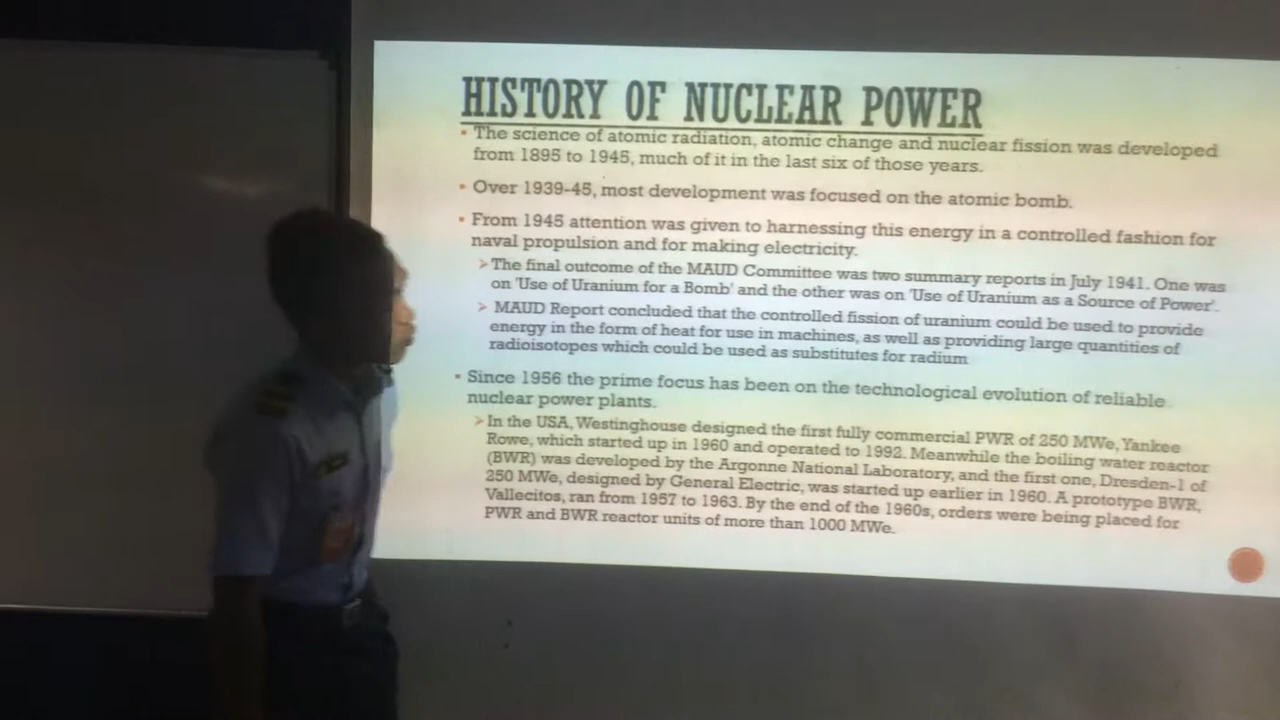 HISTORY OF NUCLEAR POWER
▪ The science of atomic radiation, atomic change and nuclear fission was developed
from 1895 to 1945, much of it in the last six of those years.
▪ Over 1939-45, most development was focused on the atomic bomb.
▪ From 1945 attention was given to harnessing this energy in a controlled fashion for
naval propulsion and for making electricity.
➢ The final outcome of the MAUD Committee was two summary reports in July 1941. One was
on 'Use of Uranium for a Bomb' and the other was on 'Use of Uranium as a Source of Power'.
➢ MAUD Report concluded that the controlled fission of uranium could be used to provide
energy in the form of heat for use in machines, as well as providing large quantities of
radioisotopes which could be used as substitutes for radium
▪ Since 1956 the prime focus has been on the technological evolution of reliable
nuclear power plants.
➢ In the USA, Westinghouse designed the first fully commercial PWR of 250 MWe, Yankee
Rowe, which started up in 1960 and operated to 1992. Meanwhile the boiling water reactor
(BWR) was developed by the Argonne National Laboratory, and the first one, Dresden-1 of
250 MWe, designed by General Electric, was started up earlier in 1960. A prototype BWR,
Vallecitos, ran from 1957 to 1963. By the end of the 1960s, orders were being placed for
PWR and BWR reactor units of more than 1000 MWe.